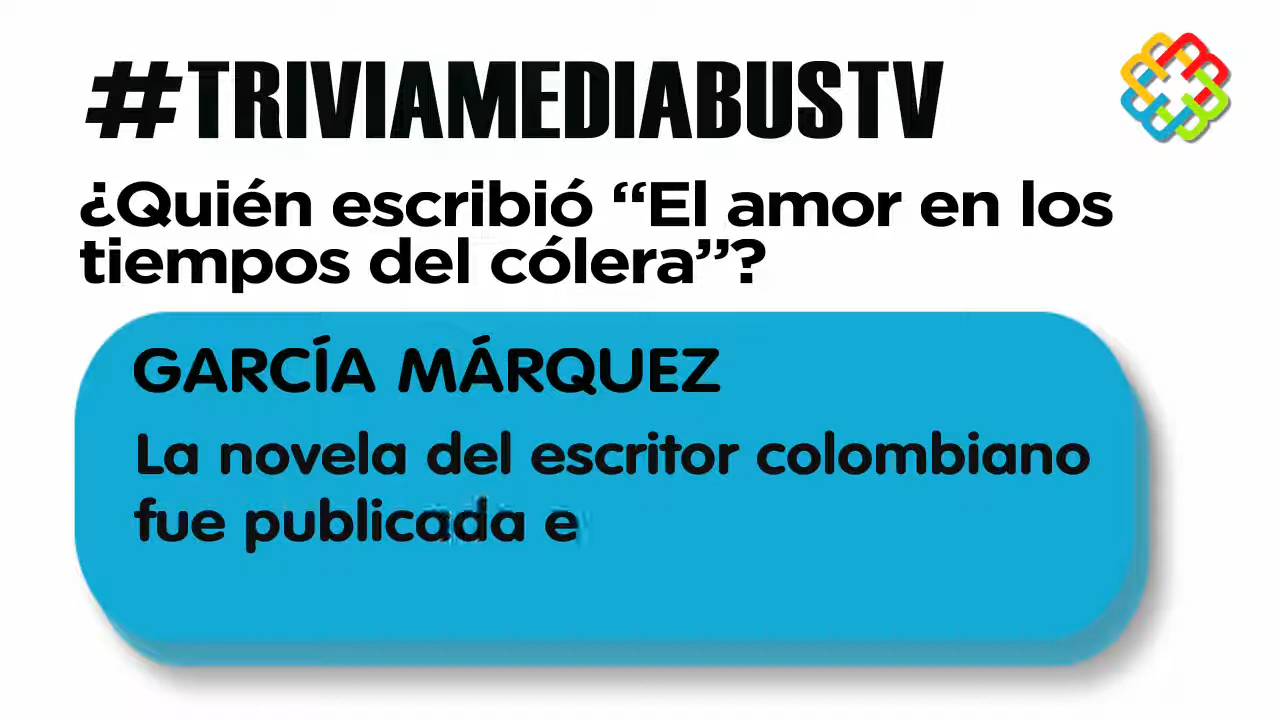 #TRIVIAMEDIABUSTV
¿Quién escribió “El amor en los
tiempos del cólera”?
GARCÍA MÁRQUEZ
La novela del escritor colombiano
fue publicada e